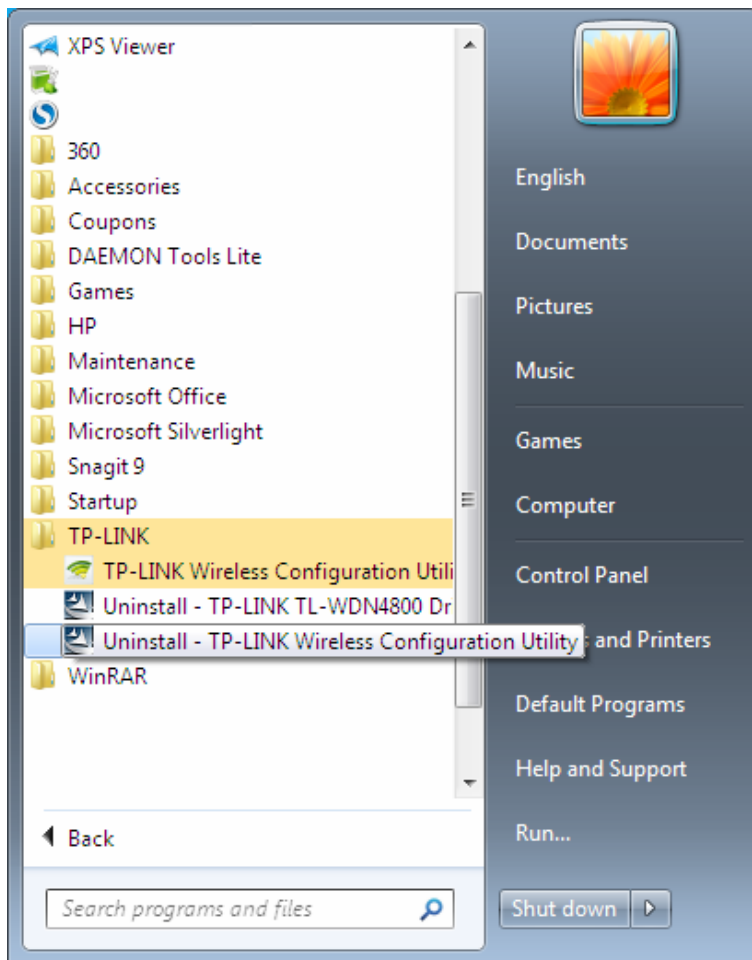 XPS Viewer
360
Accessories
Coupons
DAEMON Tools Lite
Games
HP
Maintenance
Microsoft Office
Microsoft Silverlight
Snagit 9
Startup
TP-LINK
TP-LINK Wireless Configuration Utili
Uninstall - TP-LINK TL-WDN4800 Dr
Uninstall - TP-LINK Wireless Configuration Utility
WinRAR
Back
Search programs and files
English
Documents
Pictures
Music
Games
Computer
Control Panel
and Printers
Default Programs
Help and Support
Run...
Shut down